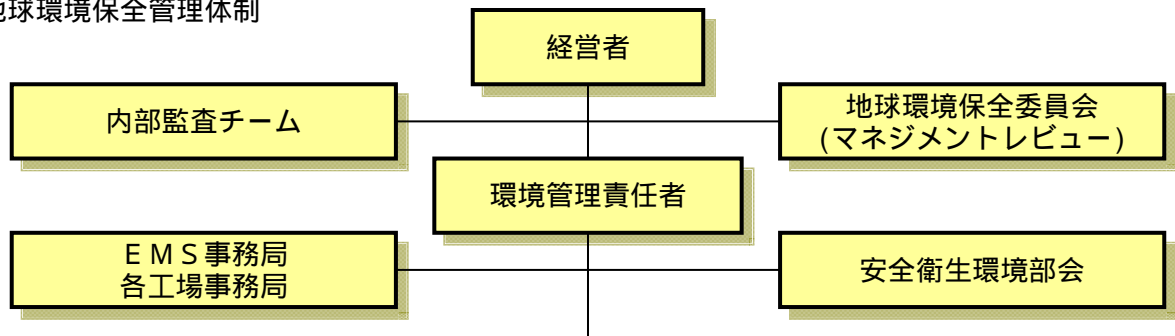 地球環境保全管理体制
経営者
内部監査チーム
地球環境保全委員会
(マネジメントレビュー)
環境管理責任者
ＥＭＳ事務局
各工場事務局
安全衛生環境部会